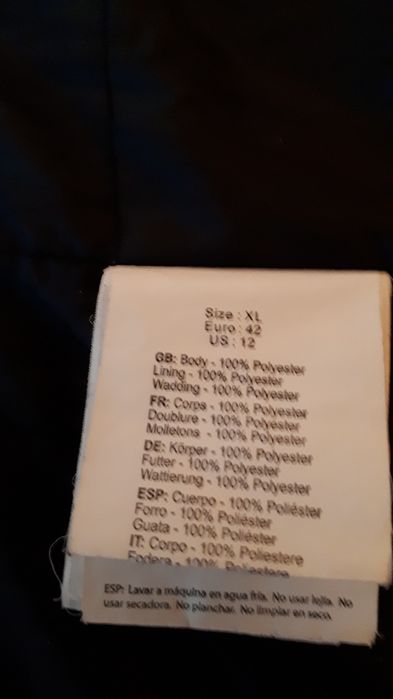 Size : XL
Euro : 42
US : 12
GB: Body - 100% Polyester
Lining - 100% Polyester
Wadding - 100% Polyester
FR: Corps - 100% Polyester
Doublure - 100% Polyester
Molletons - 100% Polyester
DE: Körper - 100% Polyester
Futter - 100% Polyester
Wattierung - 100% Polyester
ESP: Cuerpo - 100% Poliéster
Forro - 100% Poliéster
Guata - 100% Poliéster
IT: Corpo - 100% Poliestere
Fodera - 100% Poliestere
ESP: Lavar a máquina en agua fría. No usar lejía. No
usar secadora. No planchar. No limpiar en seco.